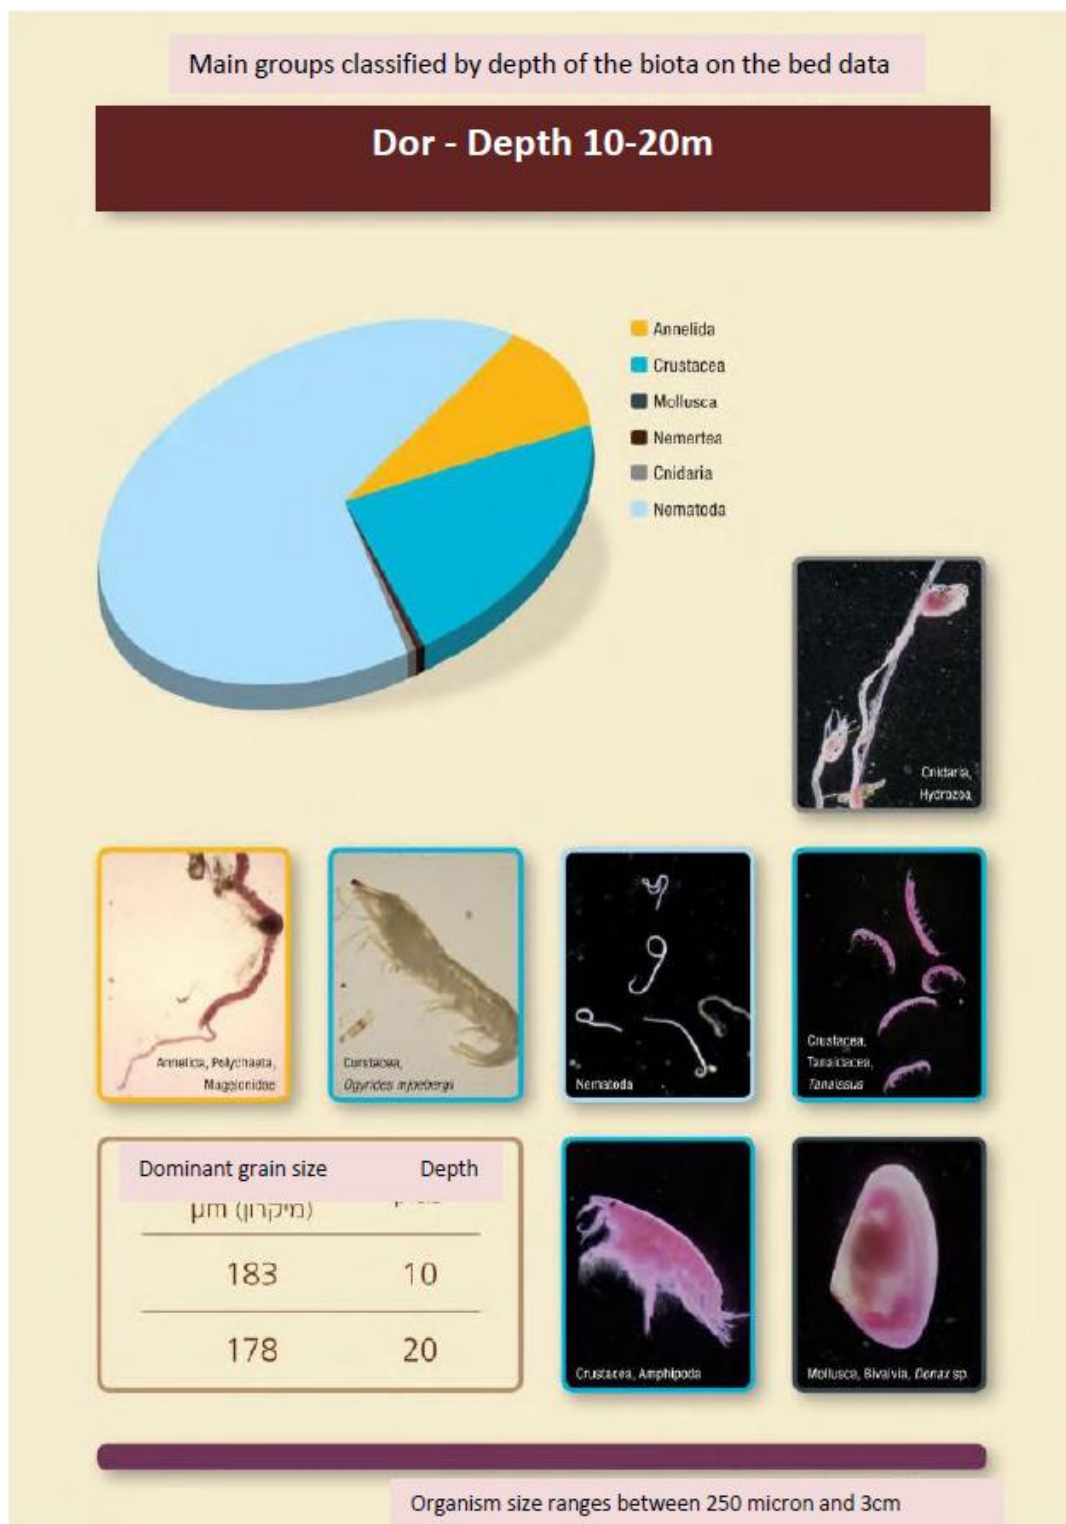 Main groups classified by depth of the biota on the bed data
Dor - Depth 10-20m
Annelida
Crustacea
Mollusca
Nemertea
Cnidaria
Nematoda
Cnidaria,
Hydrozoa,
Annelida, Polychaeta,
Magelonidae
Curstacea,
Ogyrides mjoebergi
Nematoda
Crustacea,
Tanaidacea,
Tanaissus
Dominant grain size Depth
µm (מיקרון)
183 10
178 20
Crustacea, Amphipoda
Mollusca, Bivalvia, Donax sp.
Organism size ranges between 250 micron and 3cm